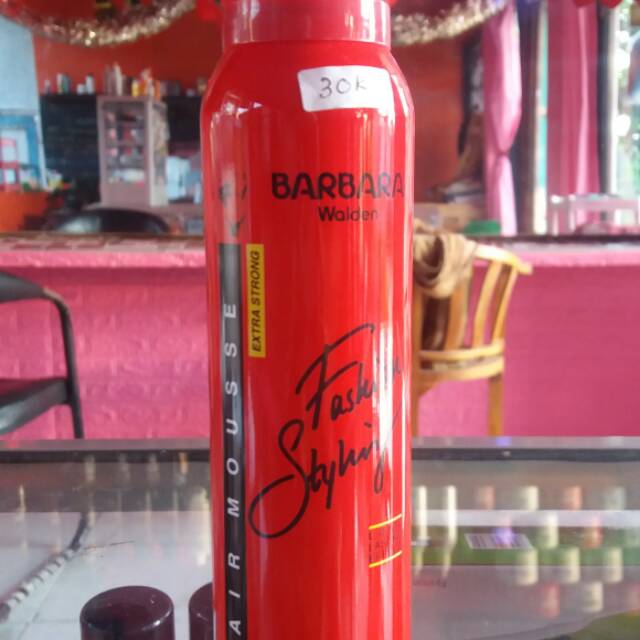 30K
BARBARA
Walden
EXTRA STRONG
AIR MOUSSE
Fashion
Styling